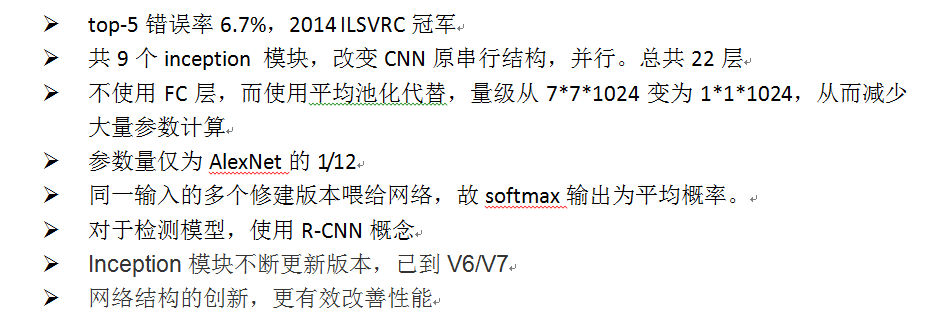 ➢ top-5 错误率 6.7%，2014 ILSVRC 冠军
➢ 共 9 个 inception 模块，改变 CNN 原串行结构，并行。总共 22 层
➢ 不使用 FC 层，而使用平均池化代替，量级从 7*7*1024 变为 1*1*1024，从而减少
大量参数计算
➢ 参数量仅为 AlexNet 的 1/12
➢ 同一输入的多个修建版本喂给网络，故 softmax 输出为平均概率。
➢ 对于检测模型，使用 R-CNN 概念
➢ Inception 模块不断更新版本，已到 V6/V7
➢ 网络结构的创新，更有效改善性能